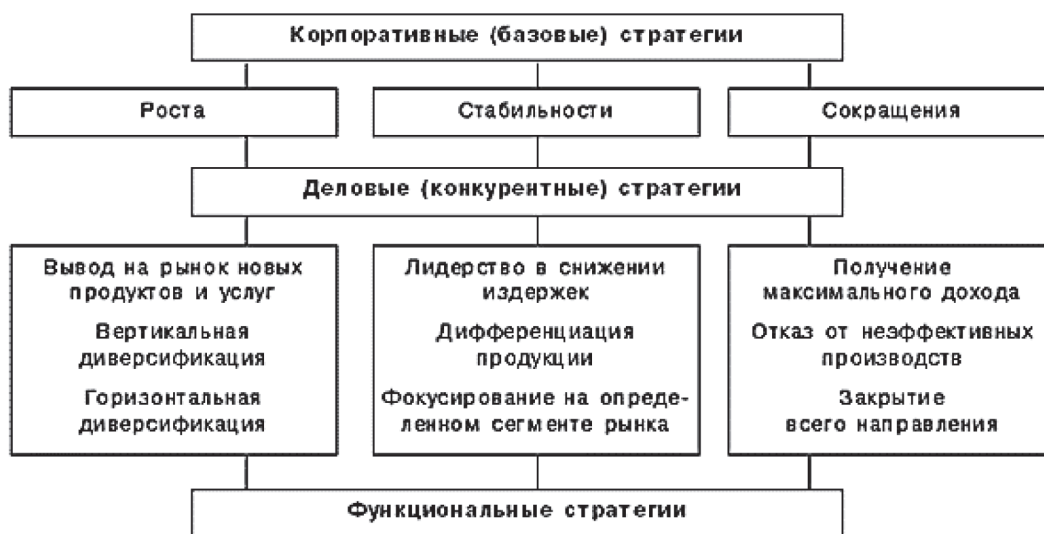 Корпоративные (базовые) стратегии
Роста
Стабильности
Сокращения
Деловые (конкурентные) стратегии
Вывод на рынок новых
продуктов и услуг
Вертикальная
диверсификация
Горизонтальная
диверсификация
Лидерство в снижении
издержек
Дифференциация
продукции
Фокусирование на опреде-
ленном сегменте рынка
Получение
максимального дохода
Отказ от неэффективных
производств
Закрытие
всего направления
Функциональные стратегии